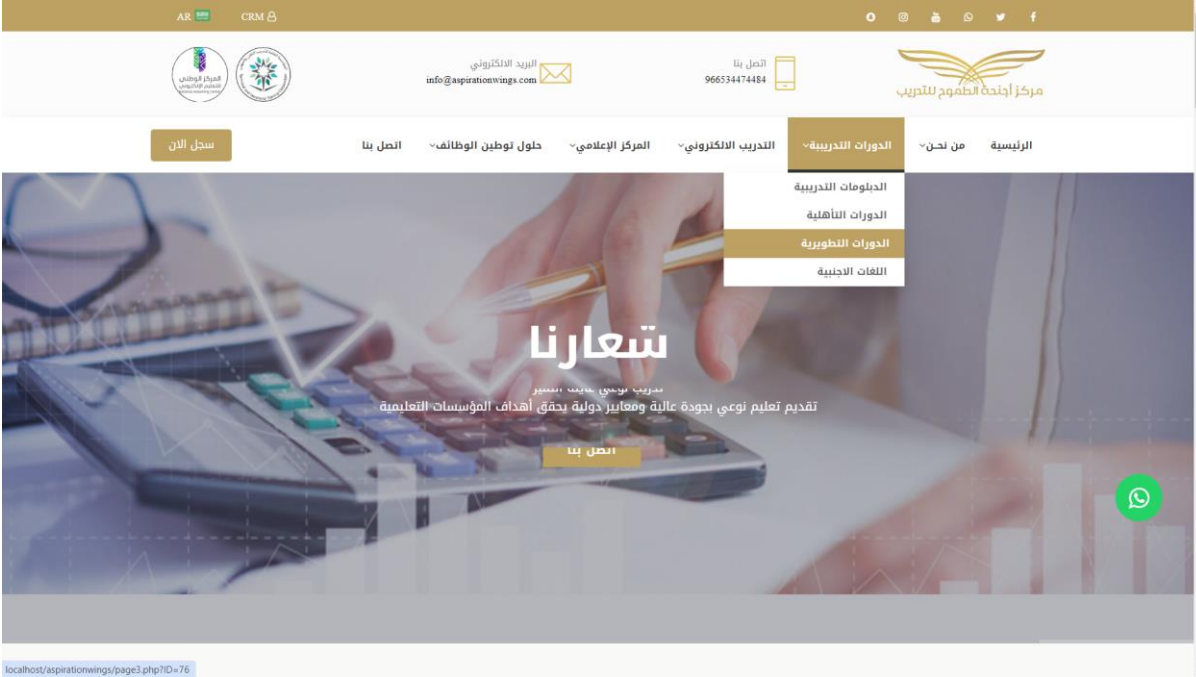 AR
CRM
المركز الوطني
للتعليم الإلكتروني
البريد الالكتروني
info@aspirationwings.com
اتصل بنا
966534474484
مركز أجنحة الطموح للتدريب
الرئيسية
من نحـن
الدورات التدريبية
التدريب الالكتروني
المركز الإعلامي
حلول توطين الوظائف
اتصل بنا
سجل الان
الدبلومات التدريبية
الدورات التأهلية
الدورات التطويرية
اللغات الاجنبية
شعارنا
تدريب نوعي
تقديم تعليم نوعي بجودة عالية ومعايير دولية يحقق أهداف المؤسسات التعليمية
اتصل بنا
localhost/aspirationwings/page3.php?ID=76